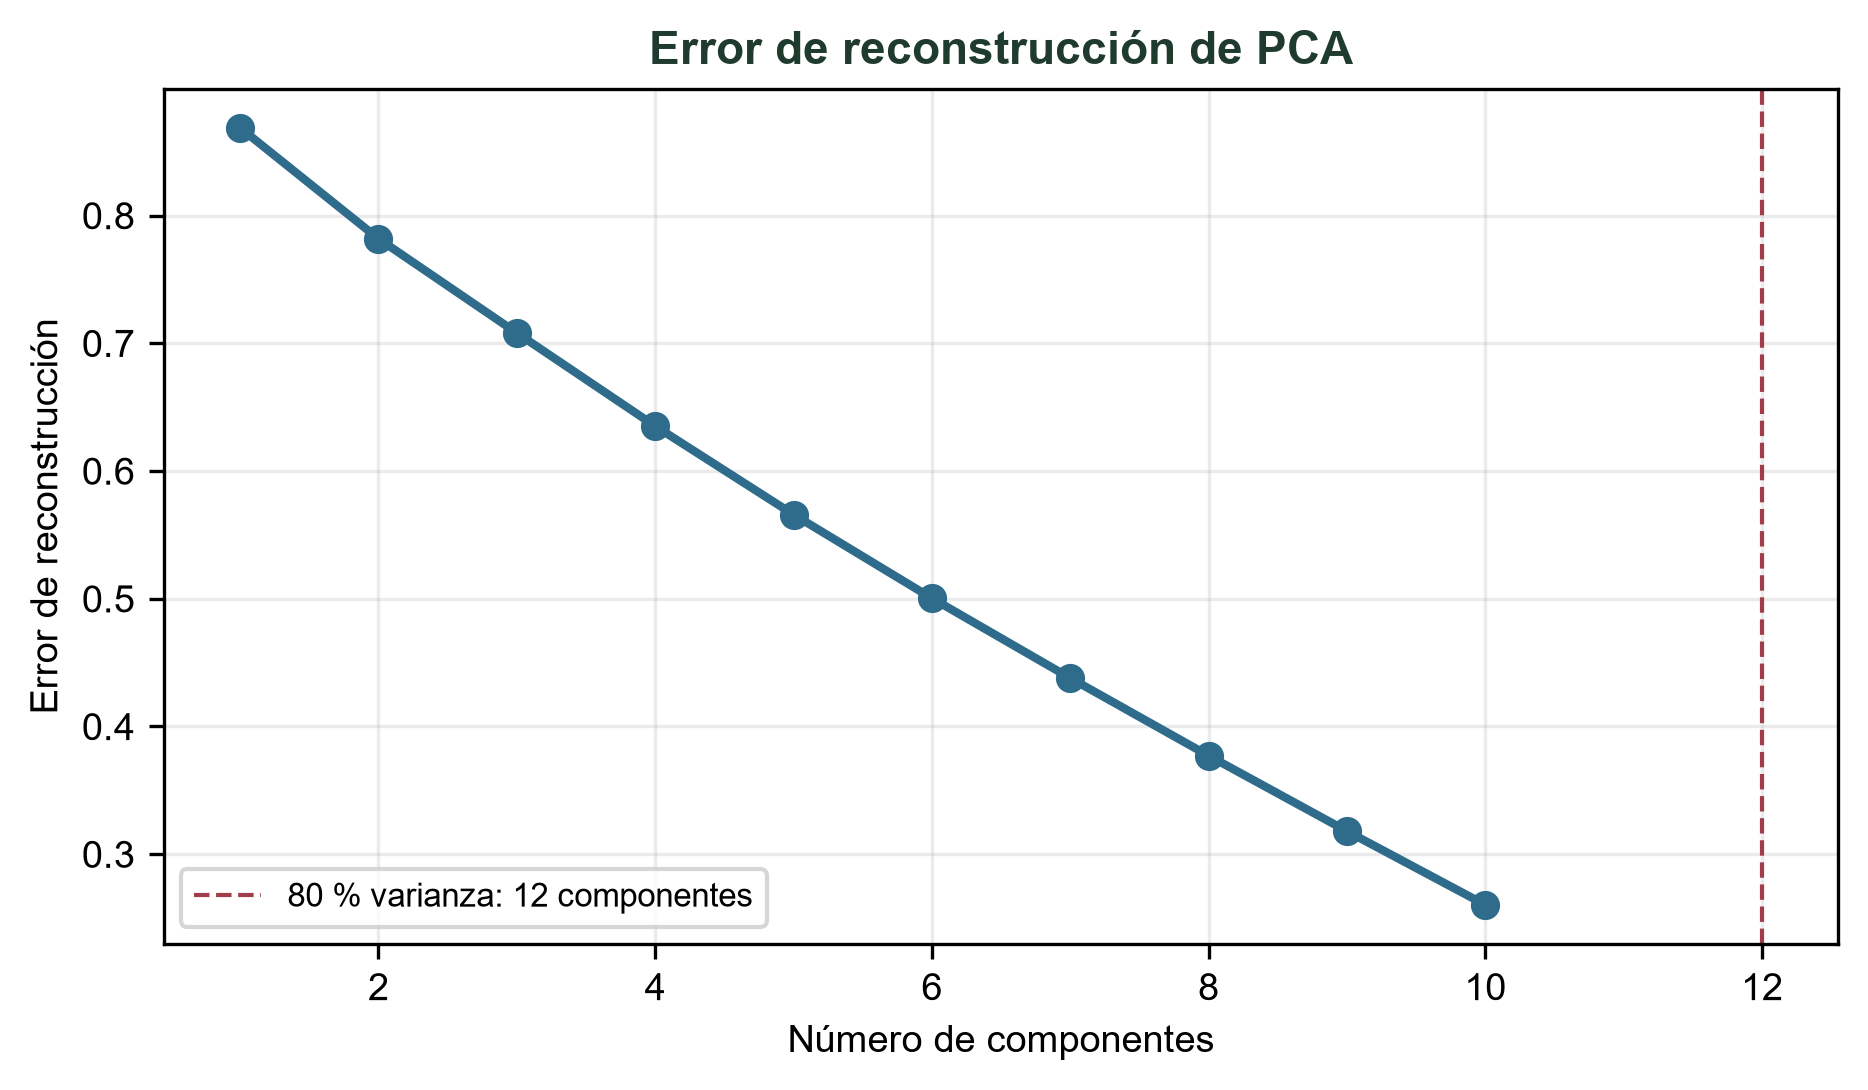 Error de reconstrucción de PCA
Error de reconstrucción
0.8
0.7
0.6
0.5
0.4
0.3
80 % varianza: 12 componentes
2 4 6 8 10 12
Número de componentes